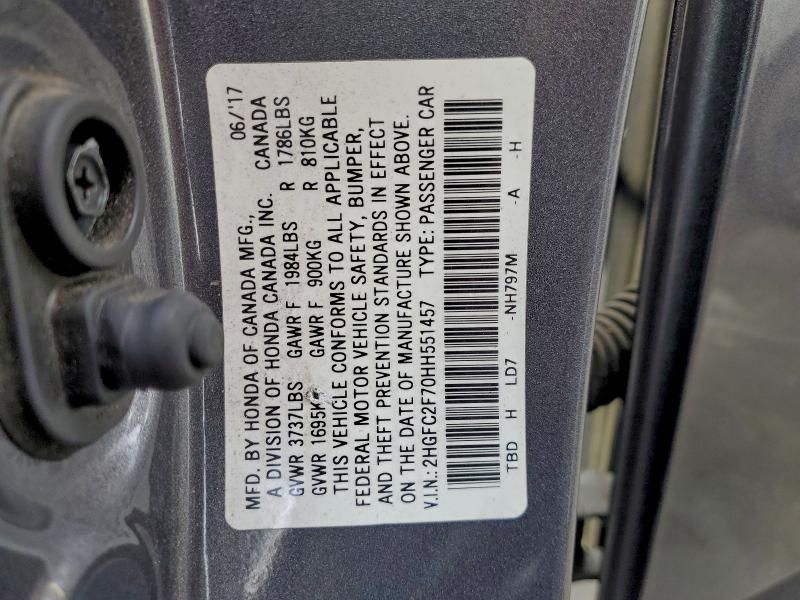 MFD. BY HONDA OF CANADA MFG., 06/'17
A DIVISION OF HONDA CANADA INC. CANADA
GVWR 3737LBS GAWR F 1984LBS R 1786LBS
GVWR 1695KG GAWR F 900KG R 810KG
THIS VEHICLE CONFORMS TO ALL APPLICABLE
FEDERAL MOTOR VEHICLE SAFETY, BUMPER,
AND THEFT PREVENTION STANDARDS IN EFFECT
ON THE DATE OF MANUFACTURE SHOWN ABOVE.
V.I.N.: 2HGFC2F70HH551457 TYPE: PASSENGER CAR
TBD H LD7 -NH797M -A -H